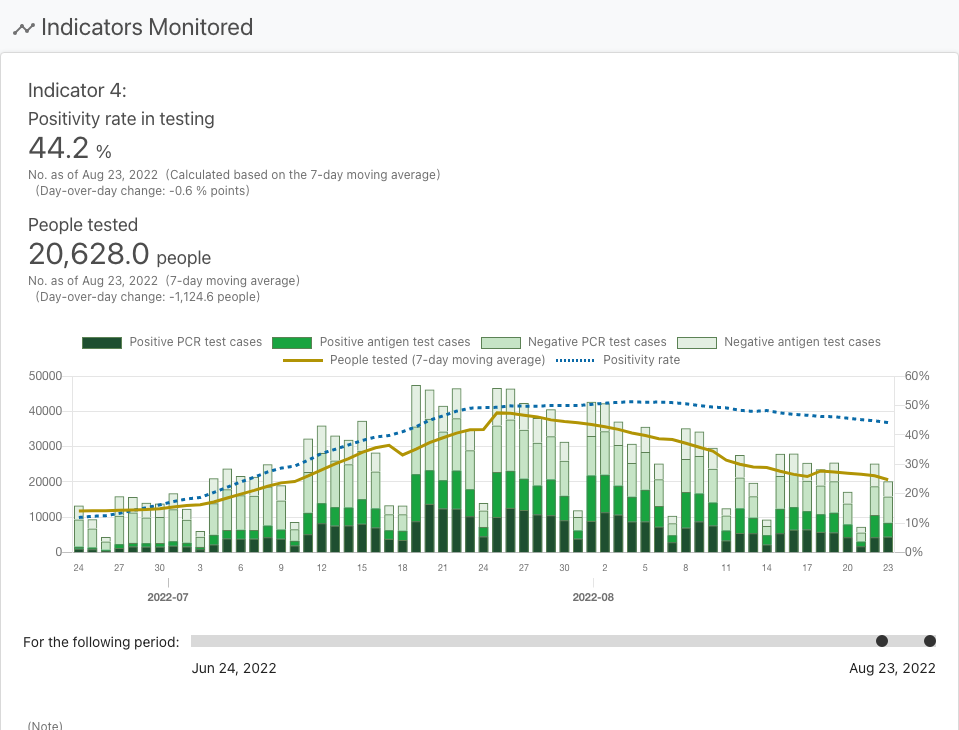 Indicators Monitored
Indicator 4:
Positivity rate in testing
44.2 %
No. as of Aug 23, 2022 (Calculated based on the 7-day moving average)
(Day-over-day change: -0.6 % points)
People tested
20,628.0 people
No. as of Aug 23, 2022 (7-day moving average)
(Day-over-day change: -1,124.6 people)
Positive PCR test cases Positive antigen test cases Negative PCR test cases Negative antigen test cases
People tested (7-day moving average) Positivity rate
50000 60%
40000 50%
30000 40%
20000 30%
10000 20%
0 10%
0%
24 27 30 3 6 9 12 15 18 21 24 27 30 2 5 8 11 14 17 20 23
2022-07 2022-08
For the following period:
Jun 24, 2022 Aug 23, 2022
(Note)